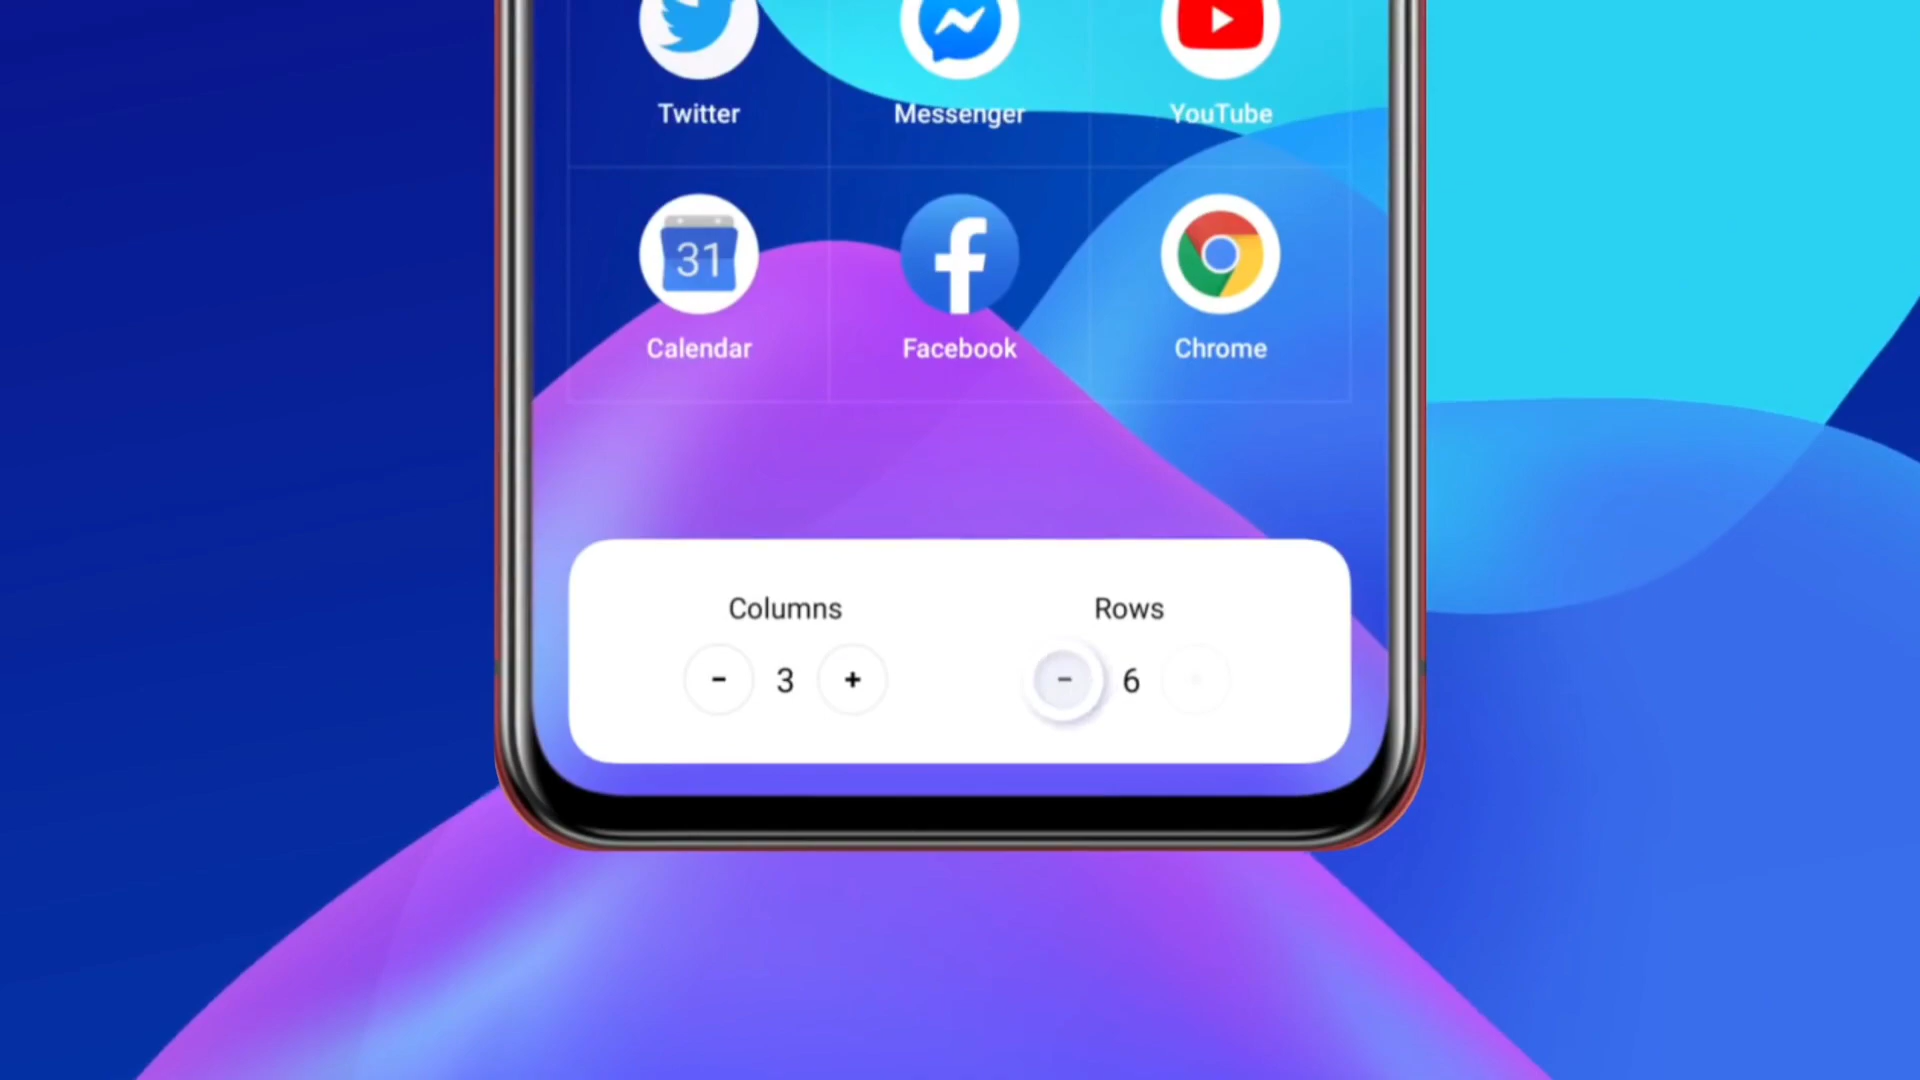 Twitter Messenger YouTube
31
Calendar Facebook Chrome
Columns Rows
- 3 + - 6